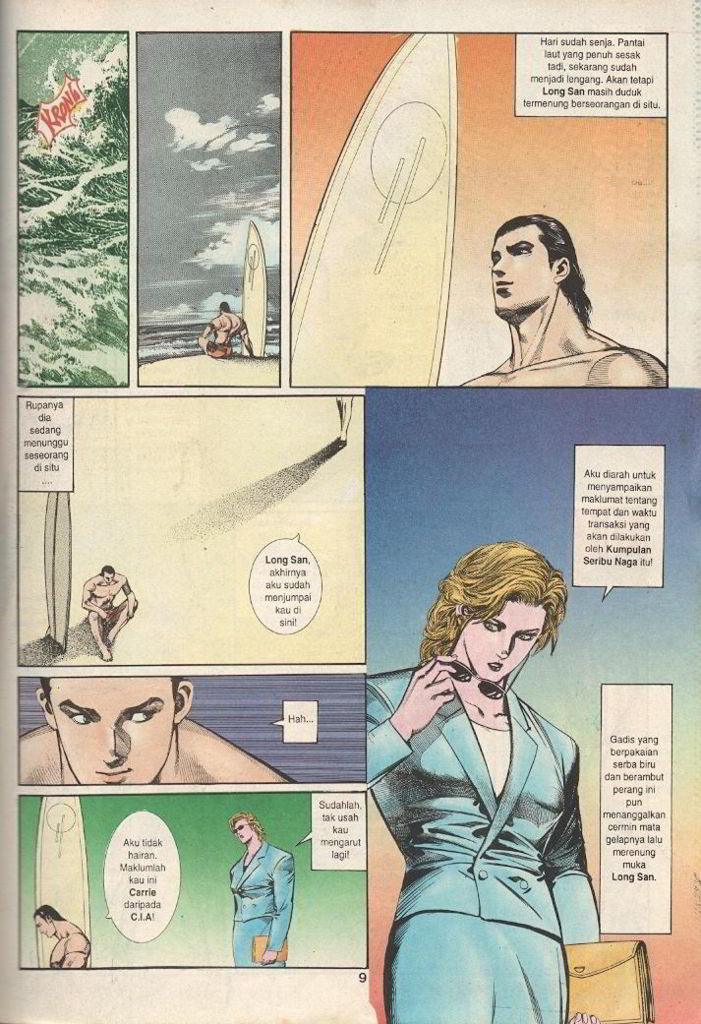 KRONG
Hari sudah senja. Pantai
laut yang penuh sesak
tadi, sekarang sudah
menjadi lengang. Akan tetapi
Long San masih duduk
termenung berseorangan di situ.
Rupanya
dia
sedang
menunggu
seseorang
di situ
....
Long San,
akhirnya
aku sudah
menjumpai
kau di
sini!
Aku diarah untuk
menyampaikan
maklumat tentang
tempat dan waktu
transaksi yang
akan dilakukan
oleh Kumpulan
Seribu Naga itu!
Hah...
Gadis yang
berpakaian
serba biru
dan berambut
perang ini
pun
menanggalkan
cermin mata
gelapnya lalu
merenung
muka
Long San.
Sudahlah,
tak usah
kau
mengarut
lagi!
Aku tidak
hairan.
Maklumlah
kau ini
Carrie
daripada
C.I.A!
9